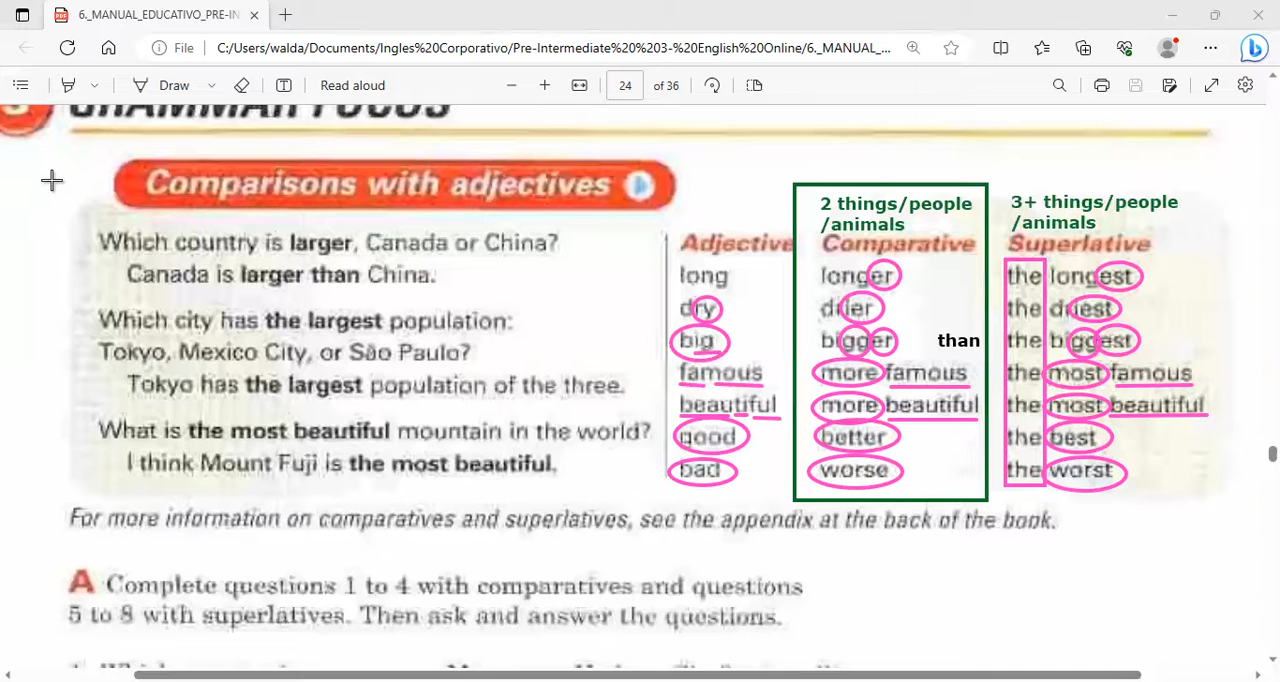 6._MANUAL_EDUCATIVO_PRE-IN
File C:/Users/walda/Documents/Ingles%20Corporativo/Pre-Intermediate%20%203-%20English%20Online/6._MANUAL_...
Draw Read aloud 24 of 36
GRAMMAR FOCUS
Comparisons with adjectives
Which country is larger, Canada or China?
Canada is larger than China.
Which city has the largest population:
Tokyo, Mexico City, or São Paulo?
Tokyo has the largest population of the three.
What is the most beautiful mountain in the world?
I think Mount Fuji is the most beautiful.
2 things/people
/animals
3+ things/people
/animals
Adjective Comparative Superlative
long longer the longest
dry drier the driest
big bigger than the biggest
famous more famous the most famous
beautiful more beautiful the most beautiful
good better the best
bad worse the worst
For more information on comparatives and superlatives, see the appendix at the back of the book.
A Complete questions 1 to 4 with comparatives and questions
5 to 8 with superlatives. Then ask and answer the questions.